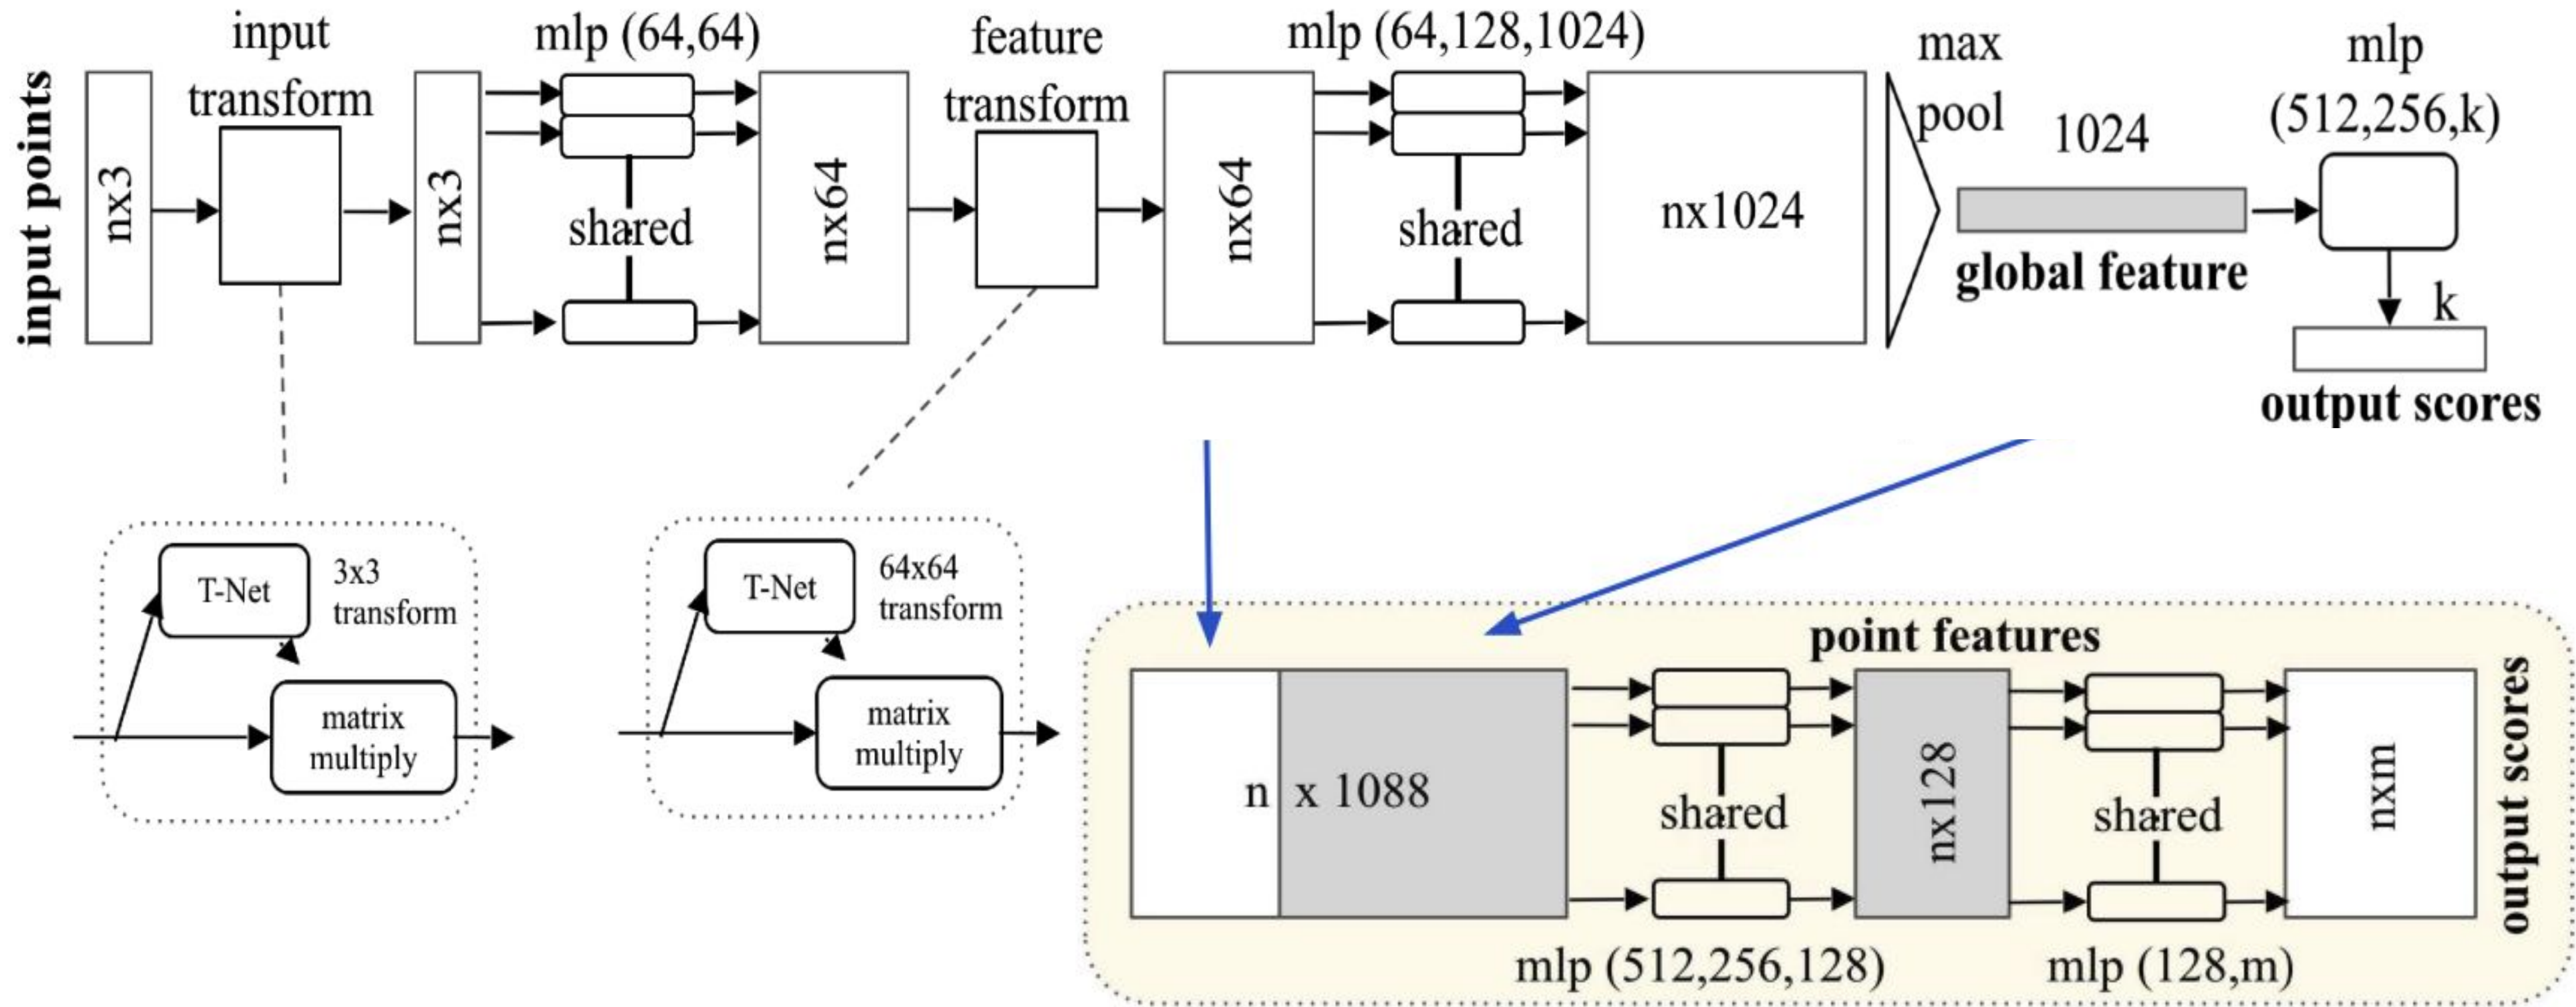 input points
nx3
input
transform
nx3
mlp (64,64)
shared
nx64
feature
transform
nx64
mlp (64,128,1024)
shared
nx1024
max
pool
1024
global feature
mlp
(512,256,k)
k
output scores
T-Net
3x3
transform
matrix
multiply
T-Net
64x64
transform
matrix
multiply
point features
n x 1088
shared
mlp (512,256,128)
nx128
shared
mlp (128,m)
nxm
output scores